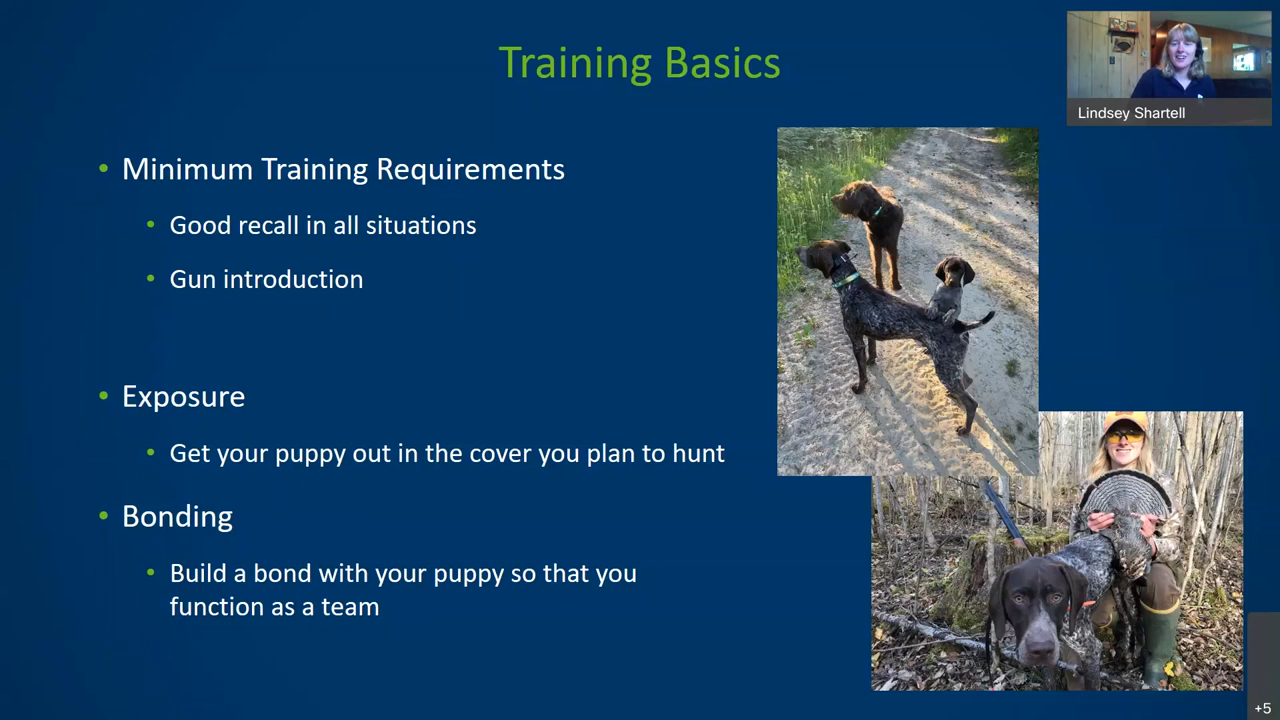 Training Basics
Lindsey Shartell
• Minimum Training Requirements
• Good recall in all situations
• Gun introduction
• Exposure
• Get your puppy out in the cover you plan to hunt
• Bonding
• Build a bond with your puppy so that you
function as a team
+5